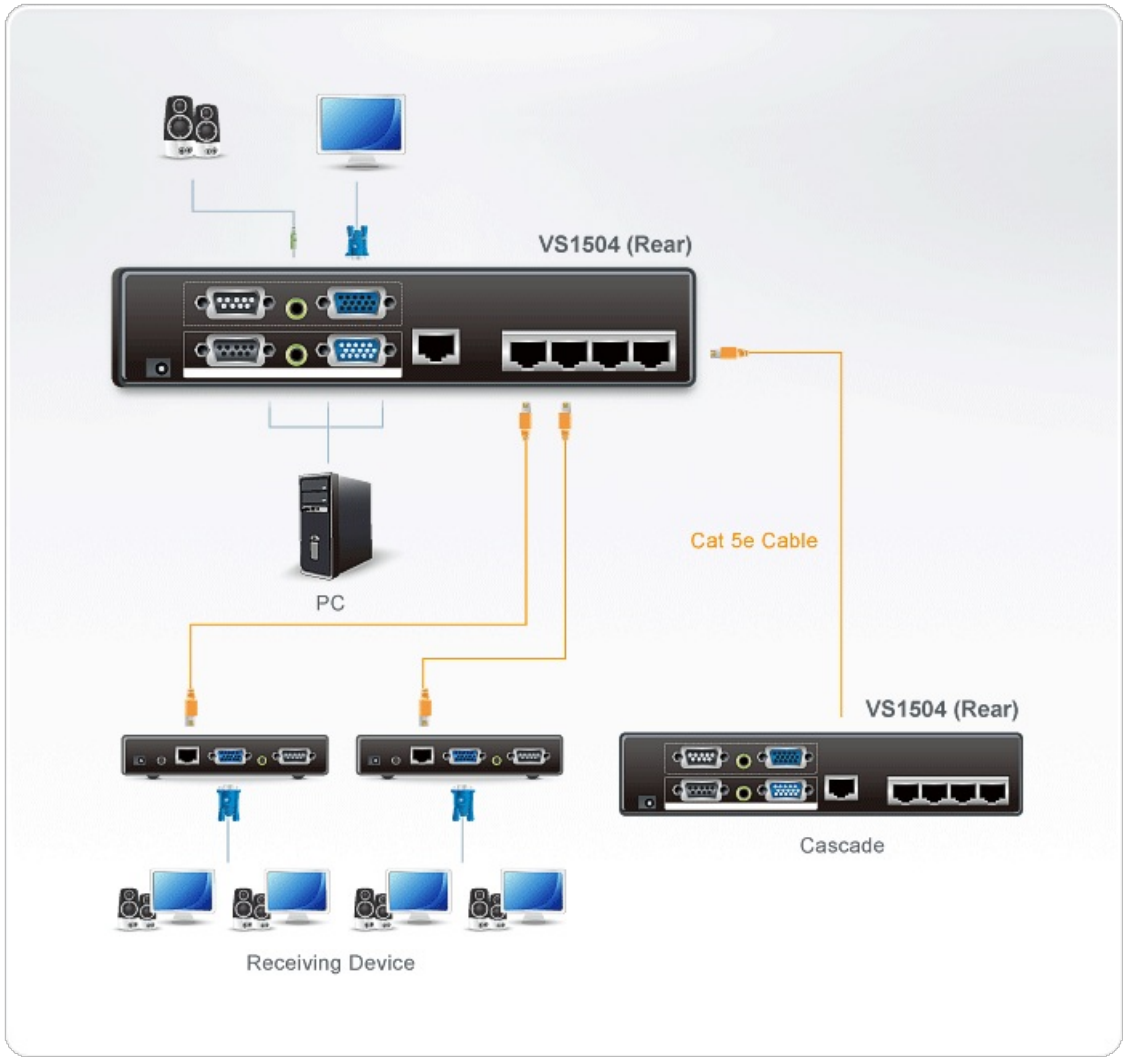 VS1504 (Rear)
Cat 5e Cable
PC
VS1504 (Rear)
Cascade
Receiving Device